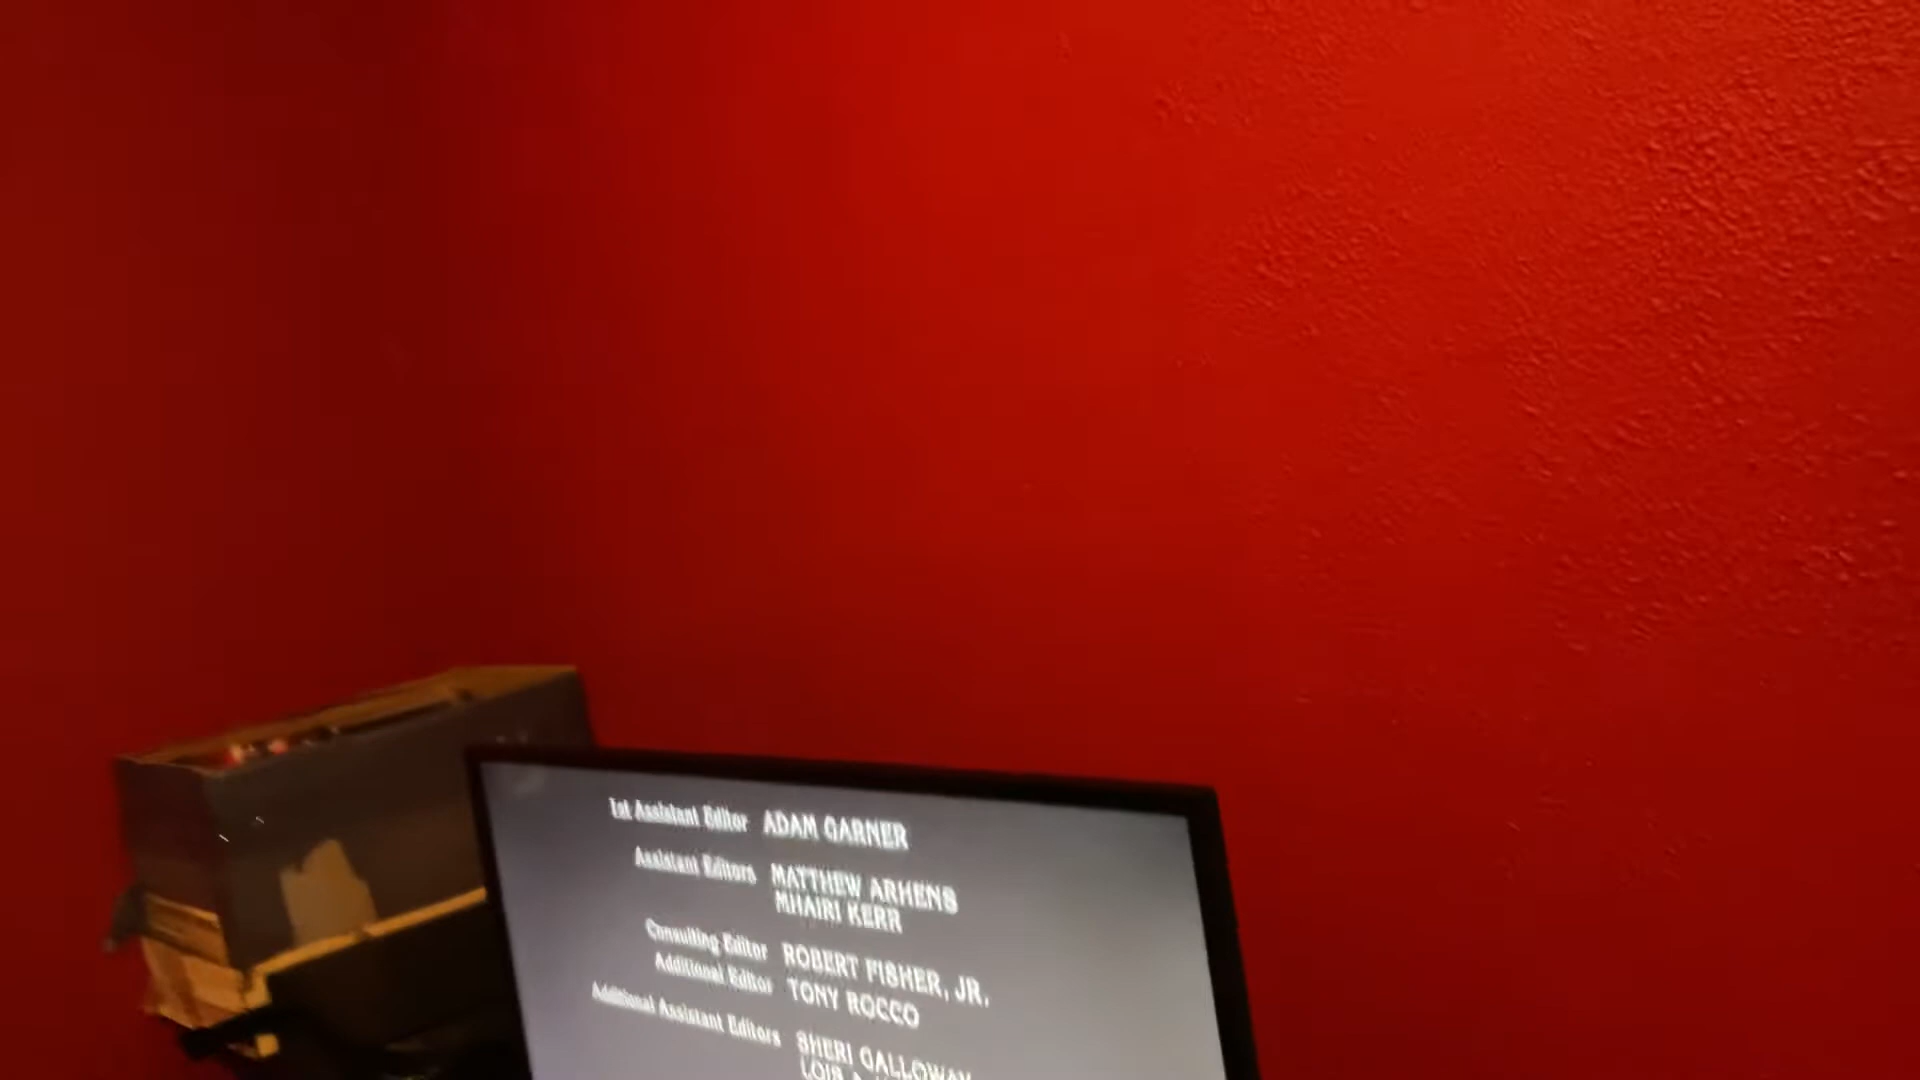 1st Assistant Editor ADAM GARNER
Assistant Editors MATTHEW ARHENS
MHAIRI KERR
Consulting Editor ROBERT FISHER, JR.
Additional Editor TONY ROCCO
Additional Assistant Editors SHERI GALLOWAY
LOIS